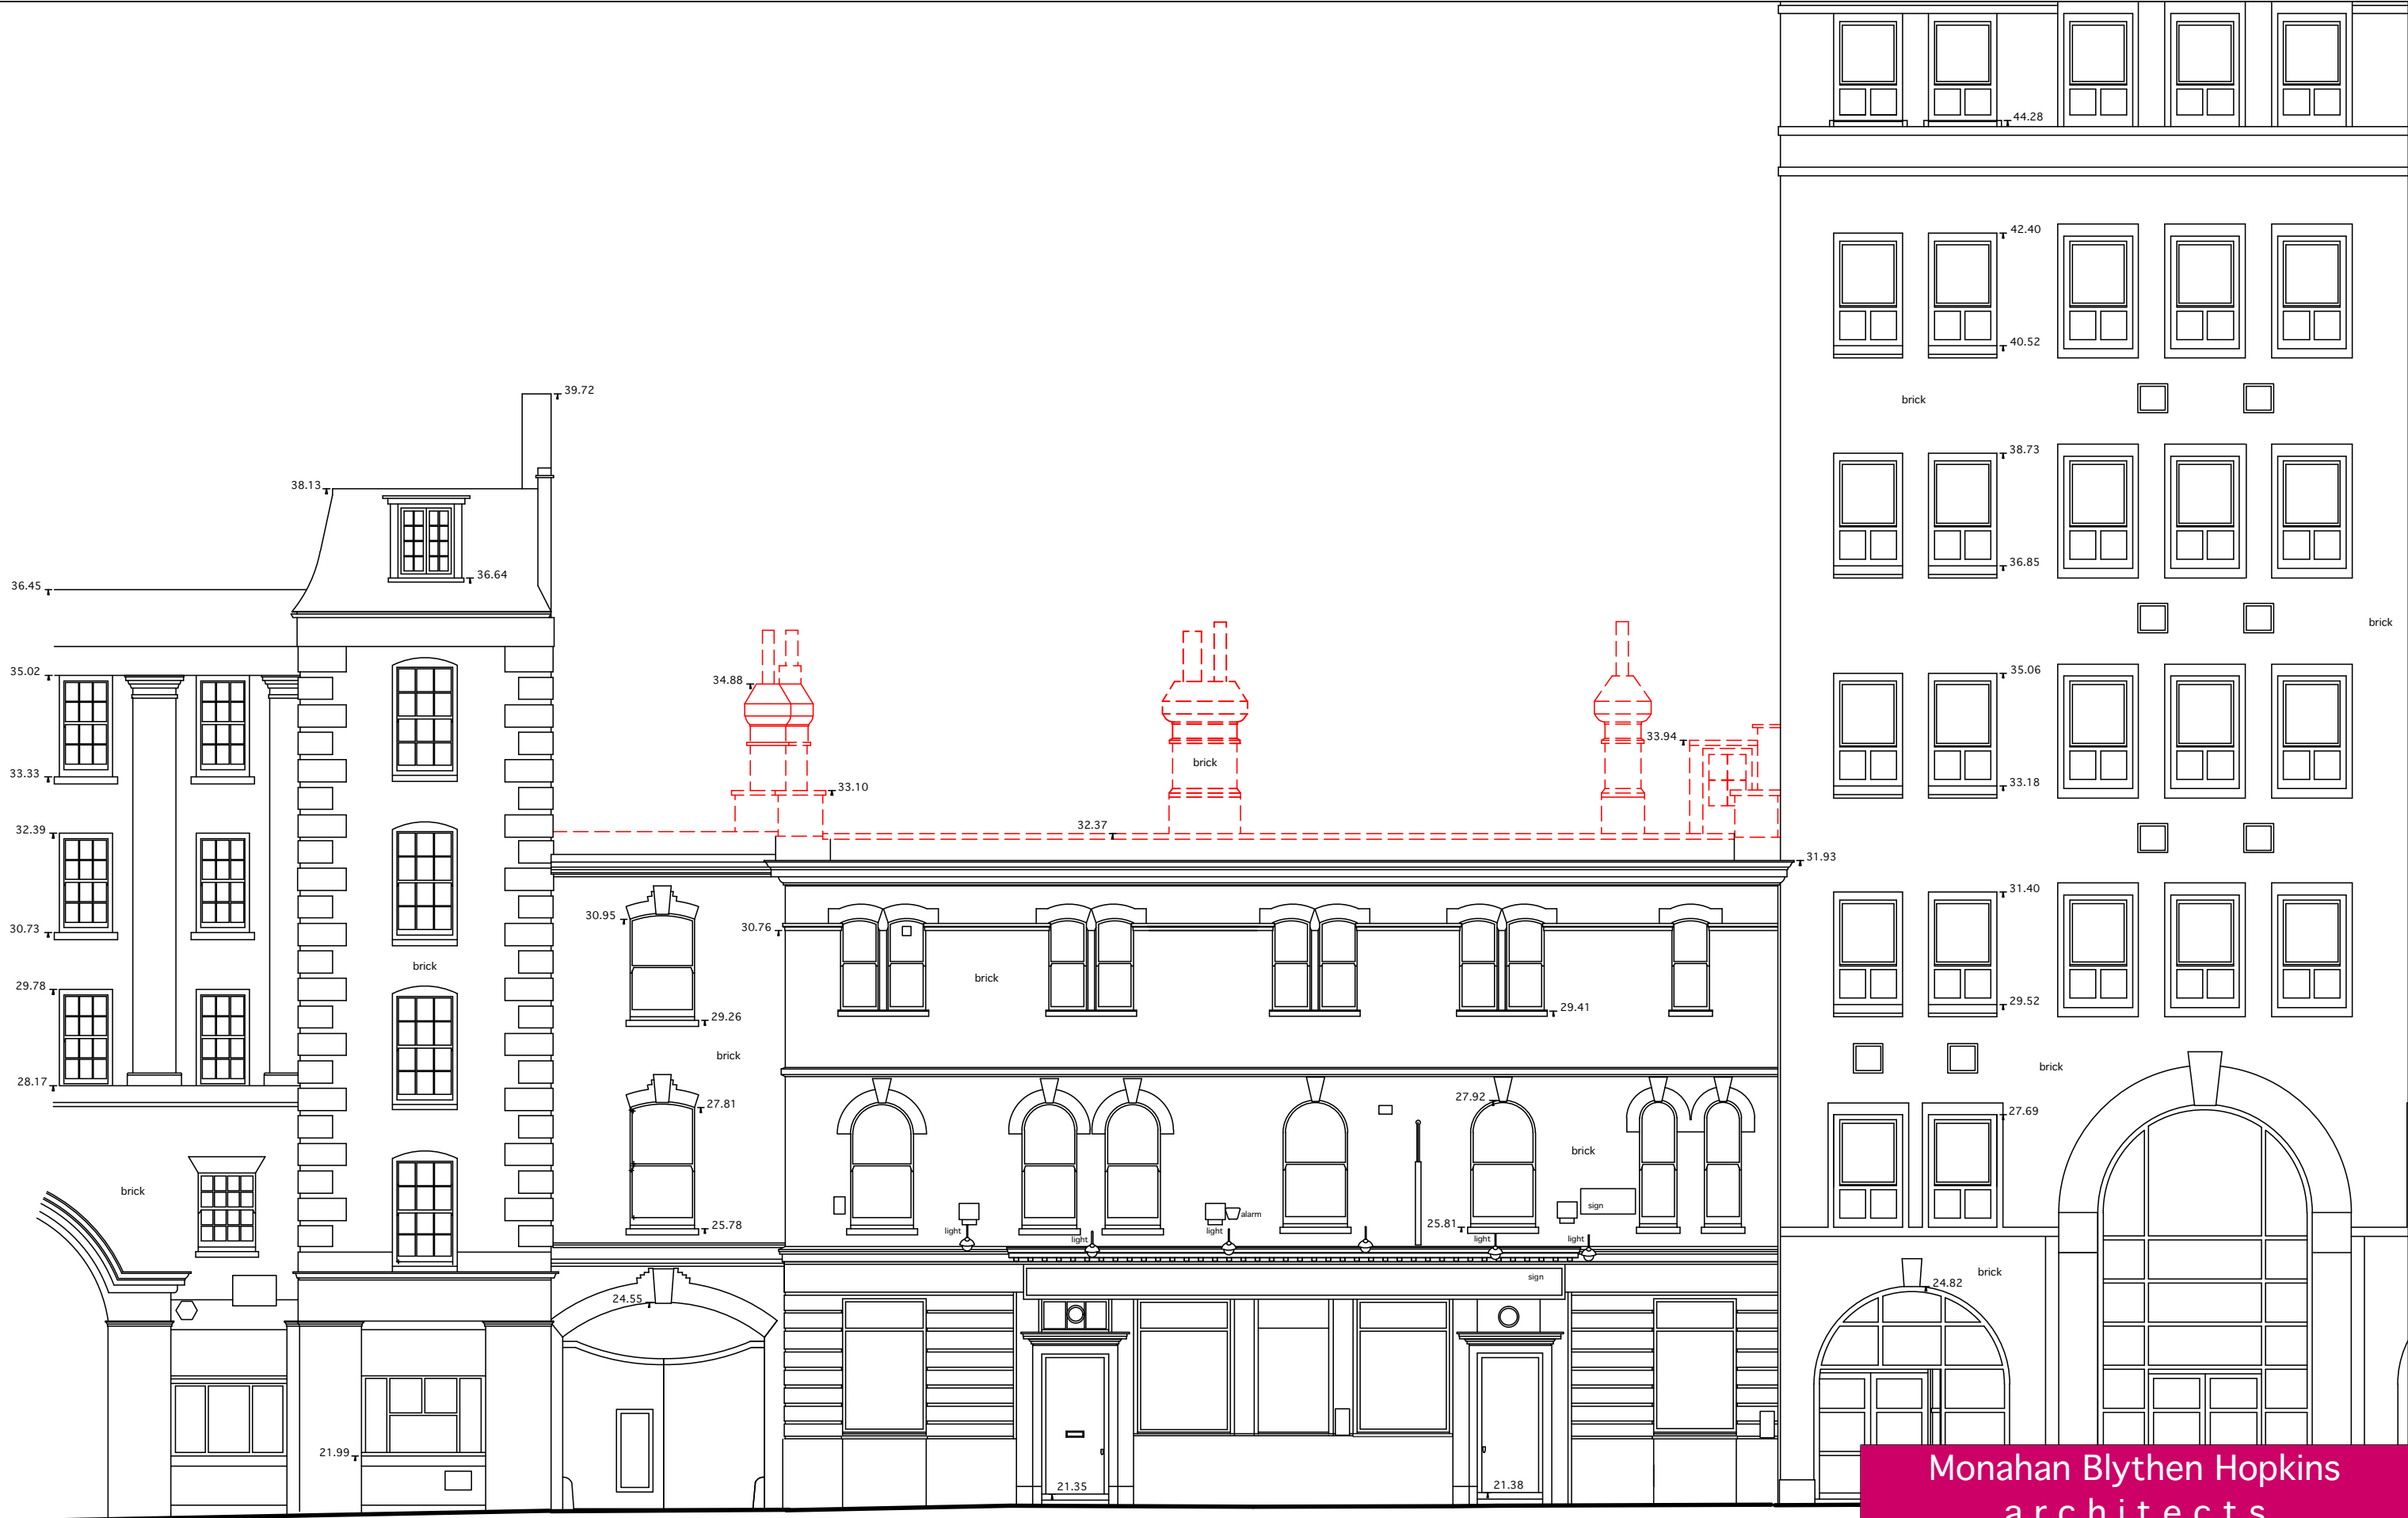 44.28
42.40
40.52
39.72
brick
38.73
38.13
36.85
36.64
36.45
brick
35.02
35.06
34.88
33.94
brick
33.33
33.18
33.10
32.39
32.37
31.93
31.40
30.95
30.73
30.76
brick
brick
29.78
29.41
29.52
29.26
brick
brick
28.17
27.81
27.92
27.69
brick
brick
sign
alarm
25.78
25.81
light
light
light
light
light
brick
sign
24.82
24.55
21.99
21.35
21.38
Monahan Blythen Hopkins
architects